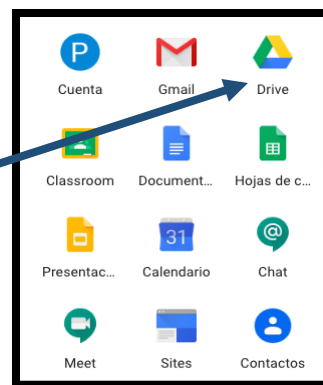 P
Cuenta Gmail Drive
Classroom Document... Hojas de c...
31
@
Presentac... Calendario Chat
Meet Sites Contactos